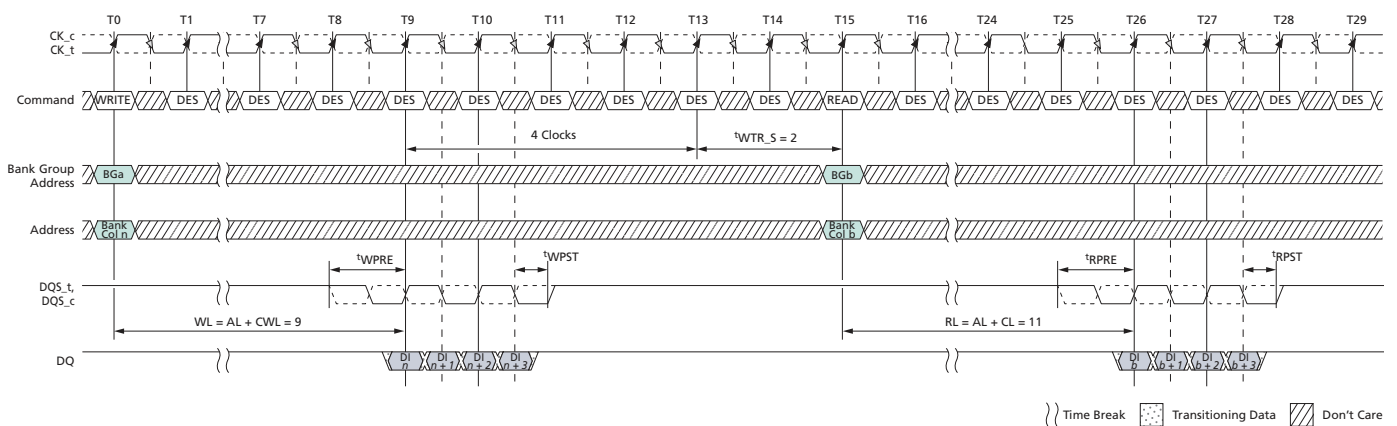 T0 T1 T7 T8 T9 T10 T11 T12 T13 T14 T15 T16 T24 T25 T26 T27 T28 T29
CK_c
CK_t
Command WRITE DES DES DES DES DES DES DES DES DES READ DES DES DES DES DES DES DES
4 Clocks tWTR_S = 2
Bank Group
Address
BGa BGb
Address
Bank
Col n
Bank
Col b
tWPRE tWPST tRPRE tRPST
DQS_t,
DQS_c
WL = AL + CWL = 9 RL = AL + CL = 11
DQ
DI
n
DI
n + 1
DI
n + 2
DI
n + 3
DI
b
DI
b + 1
DI
b + 2
DI
b + 3
Time Break Transitioning Data Don't Care